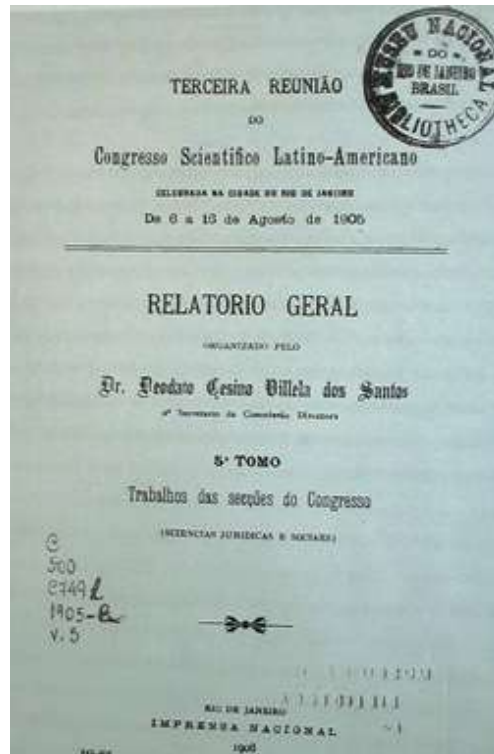 MUSEU NACIONAL
DO
RIO DE JANEIRO
BRASIL
BIBLIOTHECA
TERCEIRA REUNIÃO
DO
Congresso Scientifico Latino-Americano
CELEBRADA NA CIDADE DO RIO DE JANEIRO
De 6 a 16 de Agosto de 1905
RELATORIO GERAL
ORGANIZADO PELO
Dr. Deodato Cesino Villela dos Santos
2º Secretario da Commissão Directora
5º TOMO
Trabalhos das secções do Congresso
(SCIENCIAS JURIDICAS E SOCIAES)
C
500
C749
1905
v. 5
RIO DE JANEIRO
IMPRENSA NACIONAL